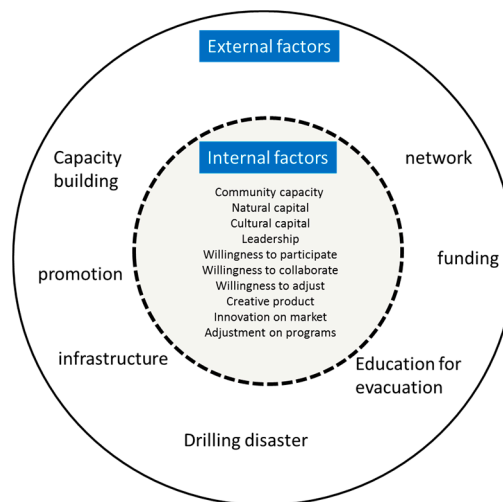 External factors
Capacity
building
network
Internal factors
Community capacity
Natural capital
Cultural capital
Leadership
Willingness to participate
Willingness to collaborate
Willingness to adjust
Creative product
Innovation on market
Adjustment on programs
promotion
funding
infrastructure
Education for
evacuation
Drilling disaster